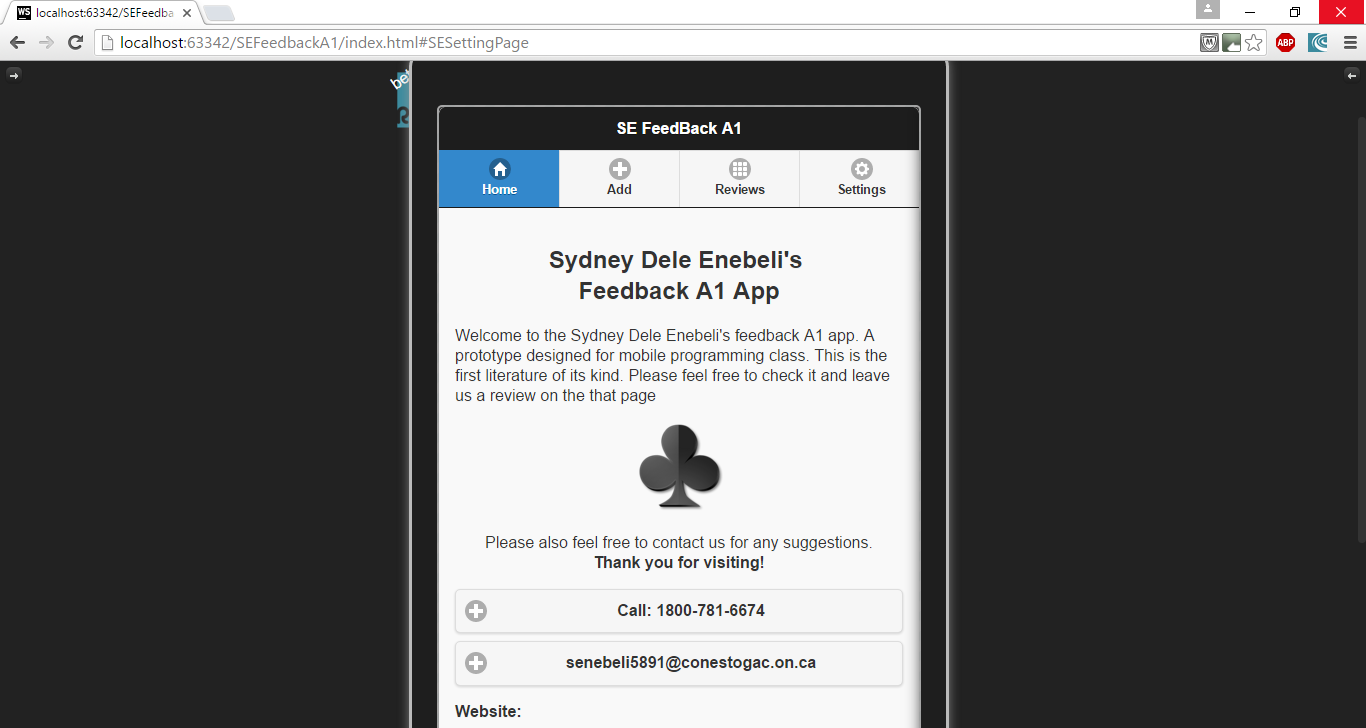 WS localhost:63342/SEFeedba
localhost:63342/SEFeedbackA1/index.html#SESettingPage
ABP
SE FeedBack A1
Home
Add
Reviews
Settings
Sydney Dele Enebeli's
Feedback A1 App
Welcome to the Sydney Dele Enebeli's feedback A1 app. A
prototype designed for mobile programming class. This is the
first literature of its kind. Please feel free to check it and leave
us a review on the that page
Please also feel free to contact us for any suggestions.
Thank you for visiting!
Call: 1800-781-6674
senebeli5891@conestogac.on.ca
Website: